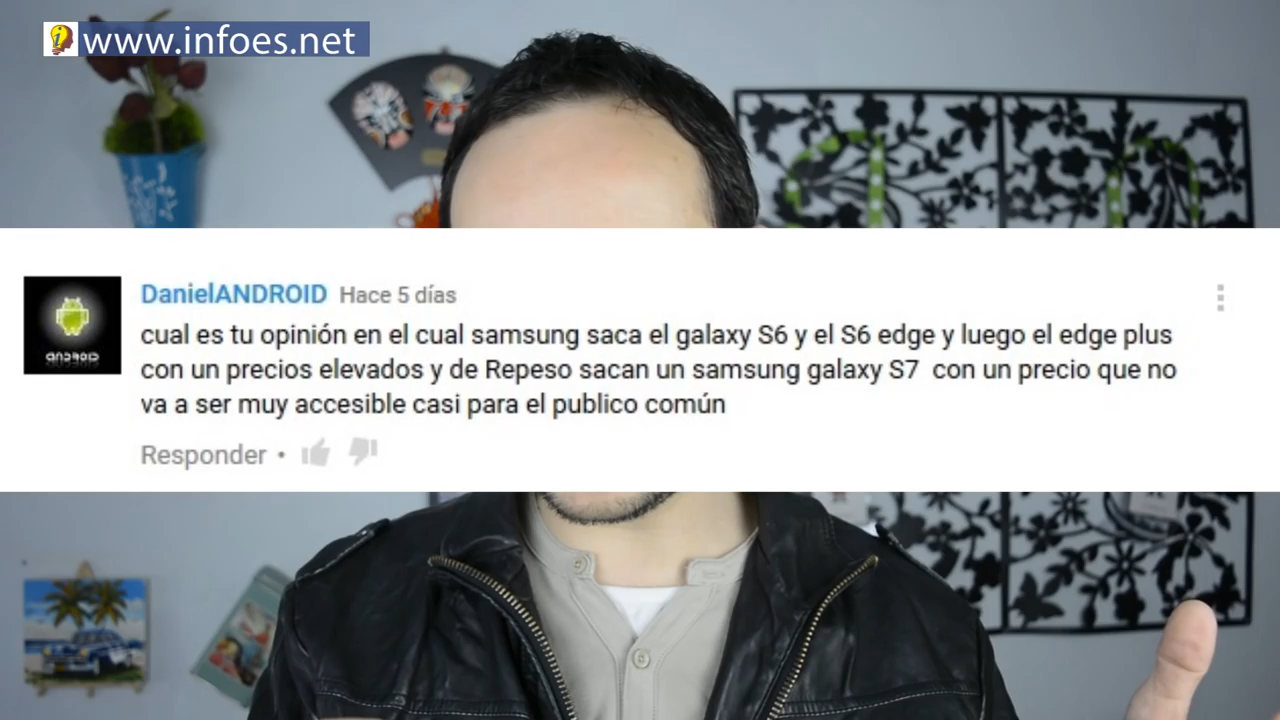 www.infoes.net
DanielANDROID Hace 5 días
cual es tu opinión en el cual samsung saca el galaxy S6 y el S6 edge y luego el edge plus
con un precios elevados y de Repeso sacan un samsung galaxy S7 con un precio que no
va a ser muy accesible casi para el publico común
Responder •